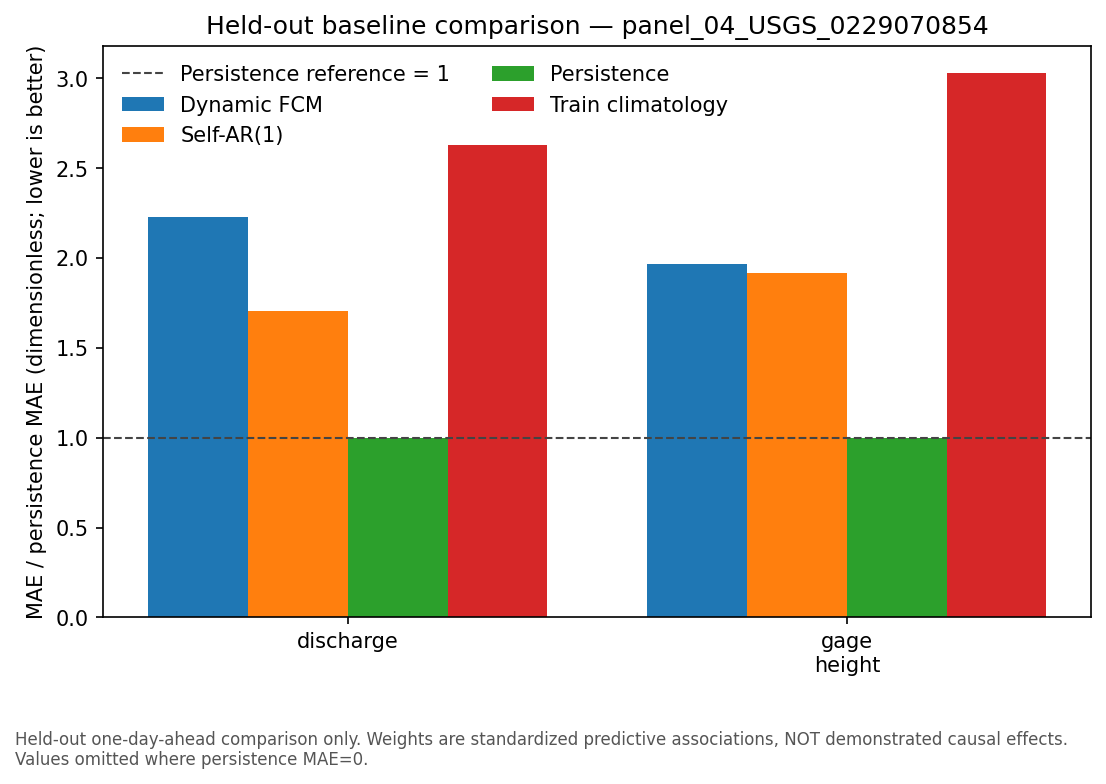 Held-out baseline comparison — panel_04_USGS_0229070854
MAE / persistence MAE (dimensionless; lower is better)
3.0
2.5
2.0
1.5
1.0
0.5
0.0
Persistence reference = 1
Dynamic FCM
Self-AR(1)
Persistence
Train climatology
discharge
gage
height
Held-out one-day-ahead comparison only. Weights are standardized predictive associations, NOT demonstrated causal effects.
Values omitted where persistence MAE=0.